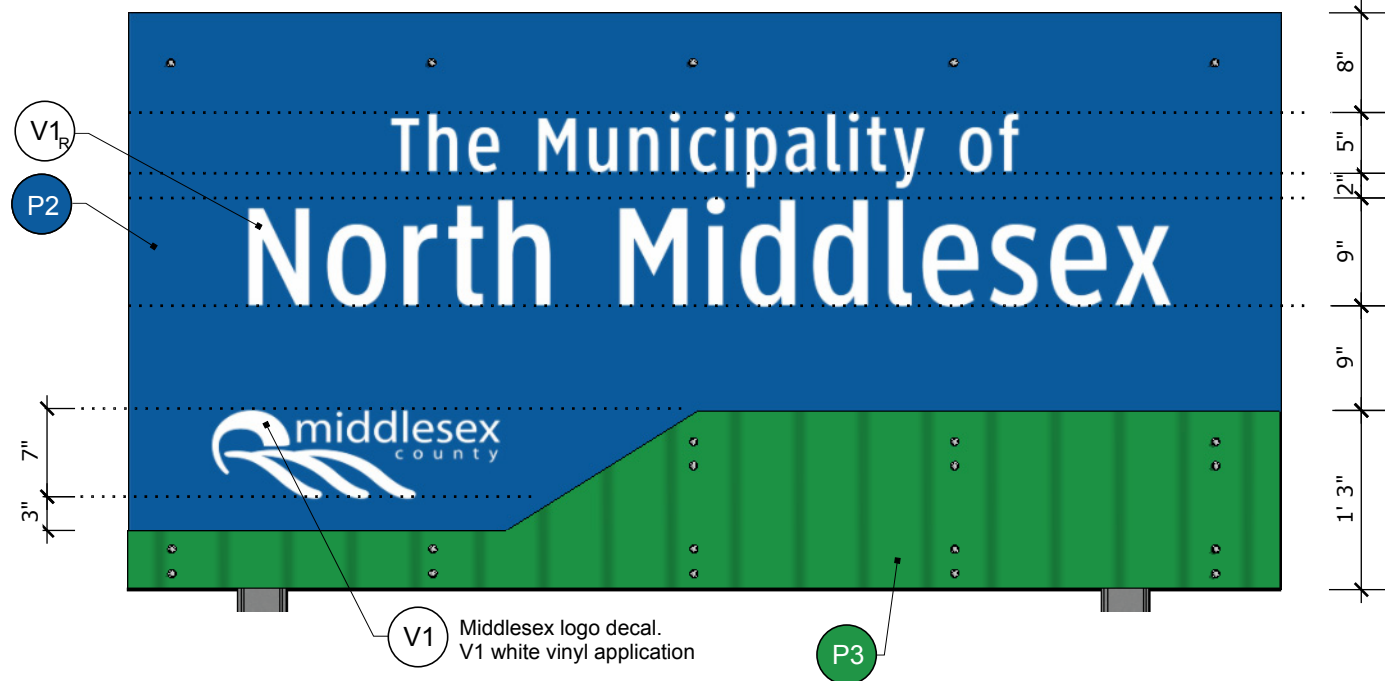 The Municipality of
North Middlesex
middlesex
county
V1R
P2
V1
Middlesex logo decal.
V1 white vinyl application
P3
8"
5"
2"
9"
9"
1' 3"
7"
3"